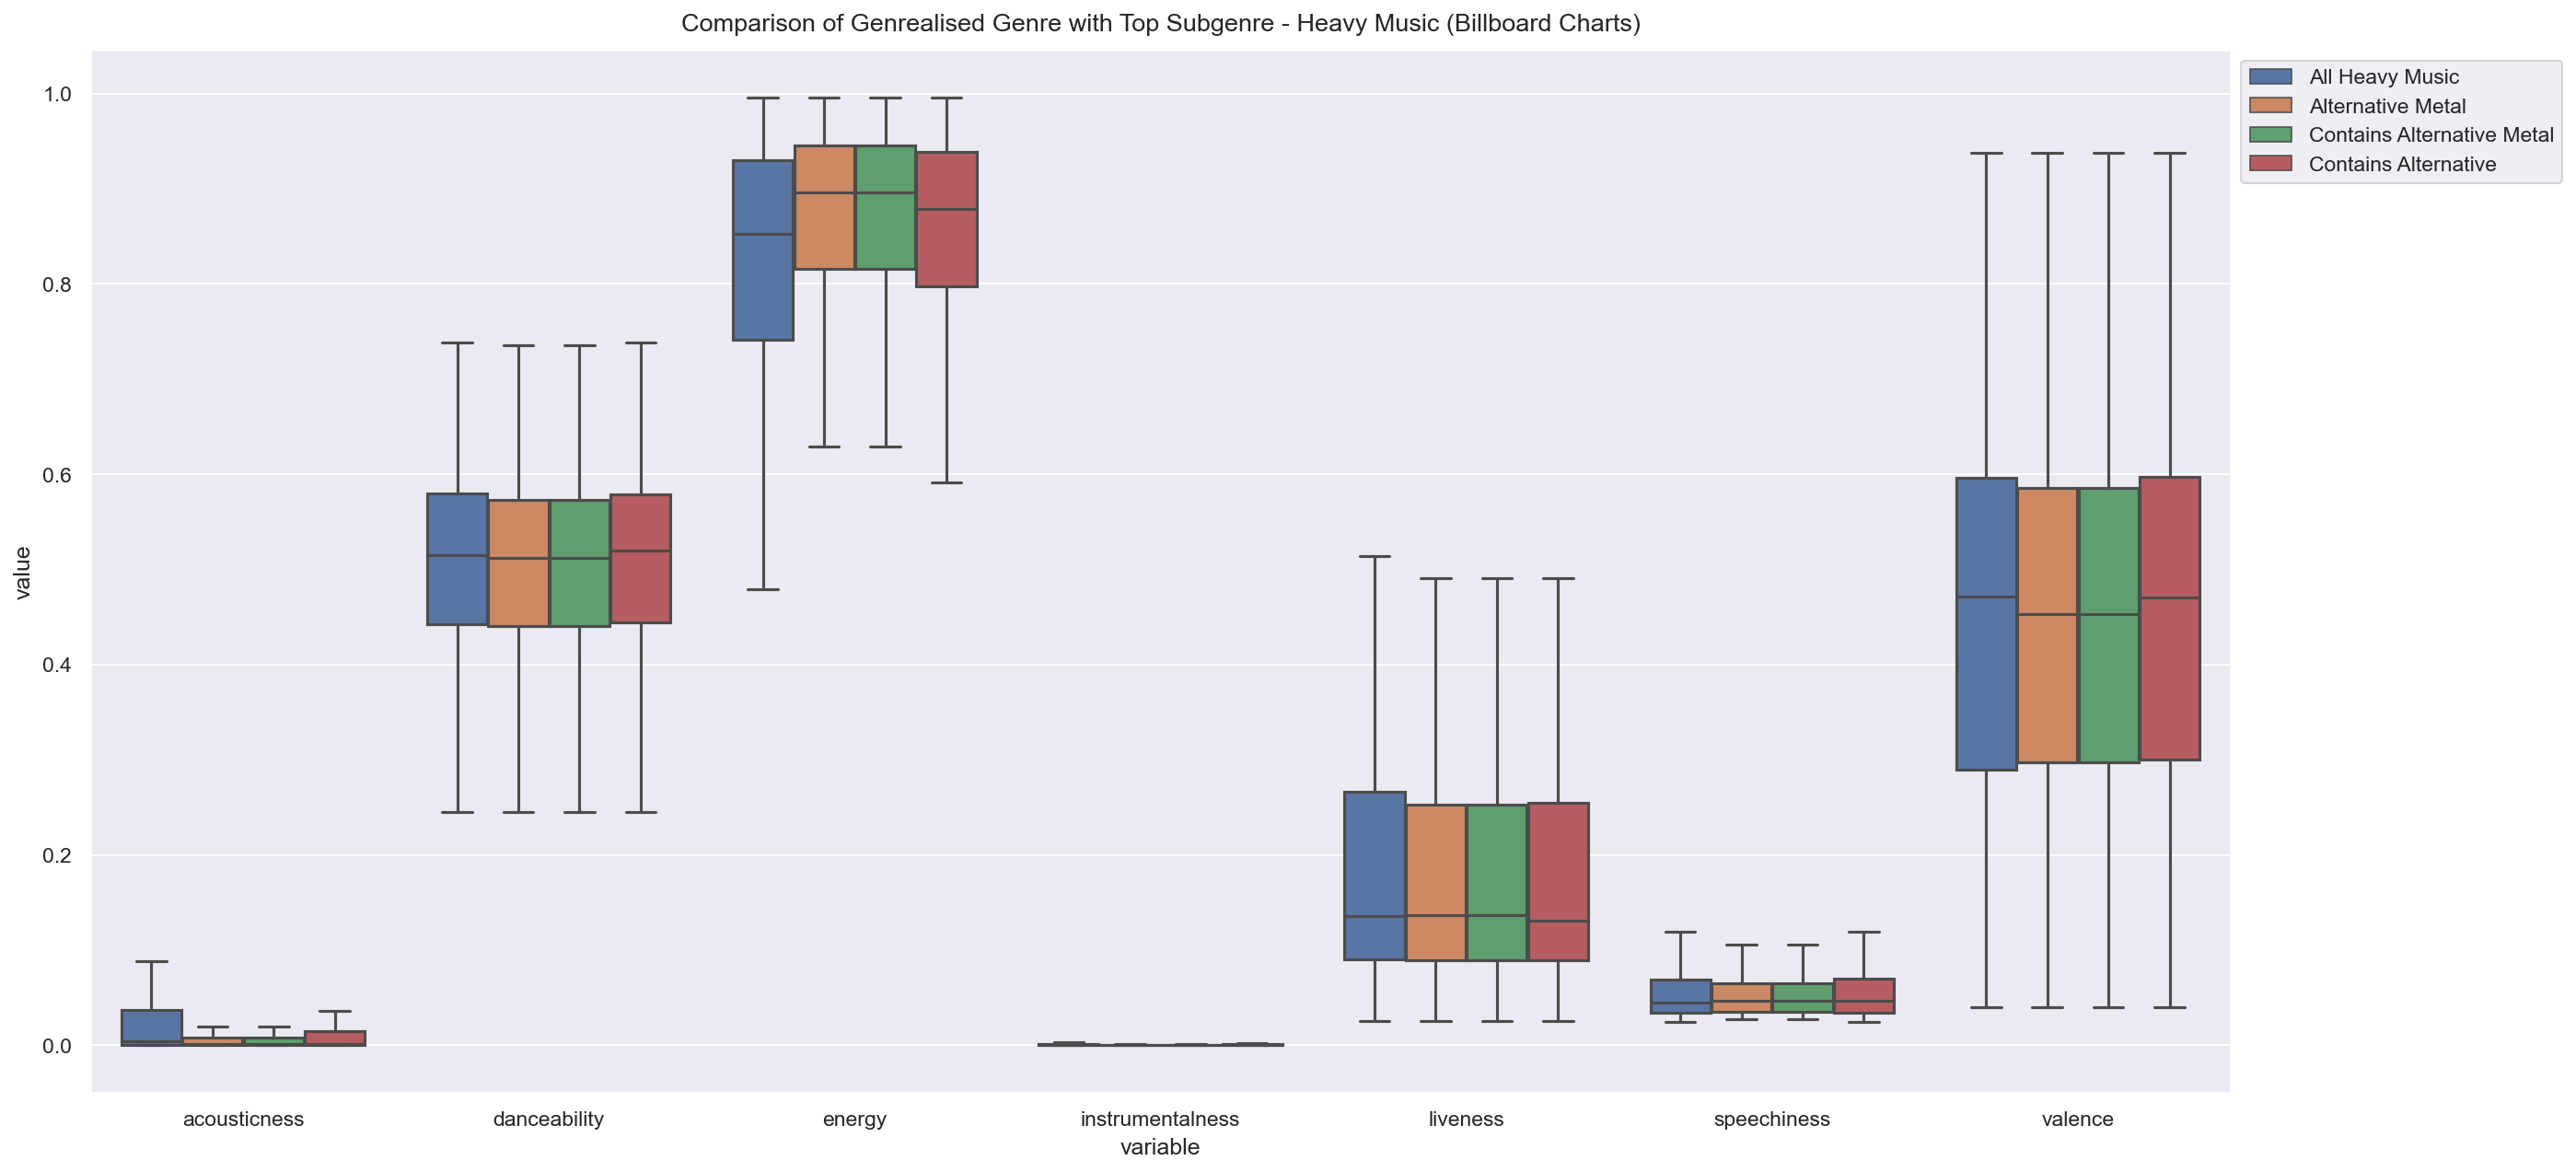 Comparison of Genrealised Genre with Top Subgenre - Heavy Music (Billboard Charts)
All Heavy Music
Alternative Metal
Contains Alternative Metal
Contains Alternative
1.0
0.8
0.6
0.4
0.2
0.0
value
acousticness danceability energy instrumentalness liveness speechiness valence
variable